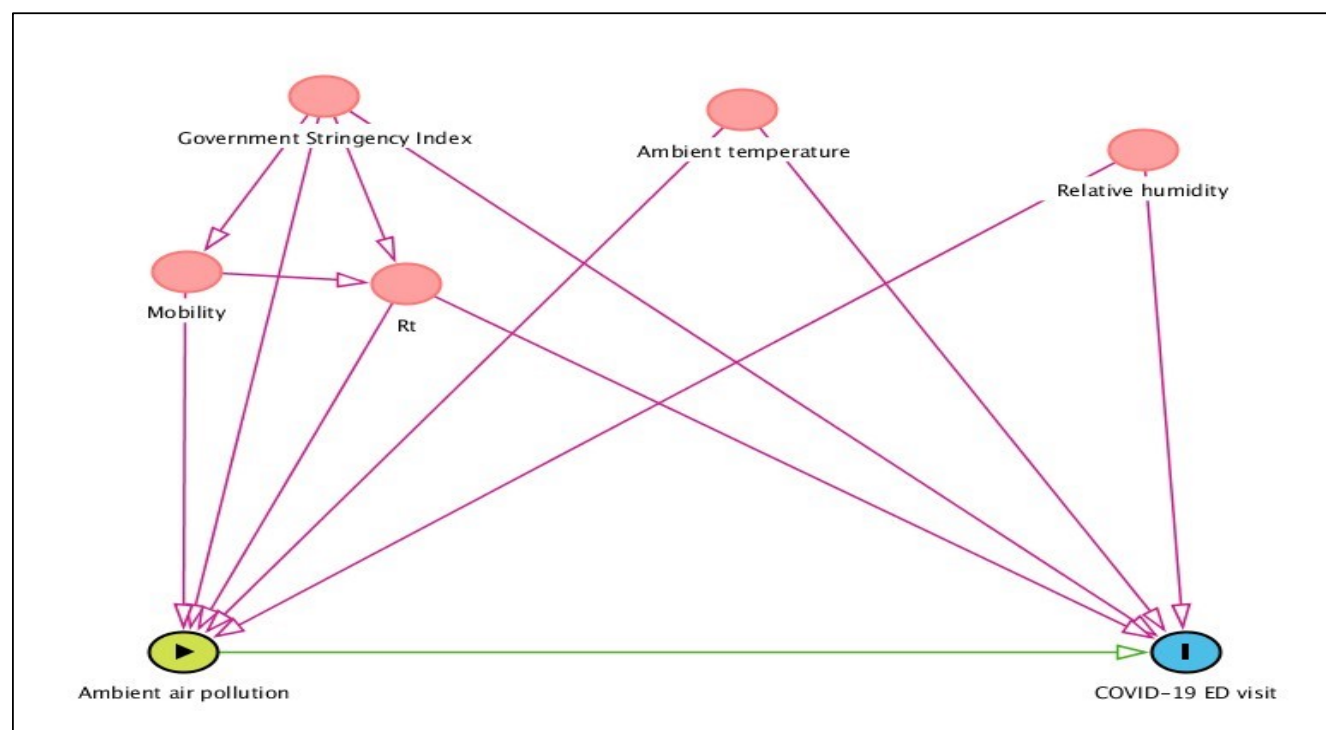 Government Stringency Index
Ambient temperature
Relative humidity
Mobility
Rt
Ambient air pollution
COVID-19 ED visit